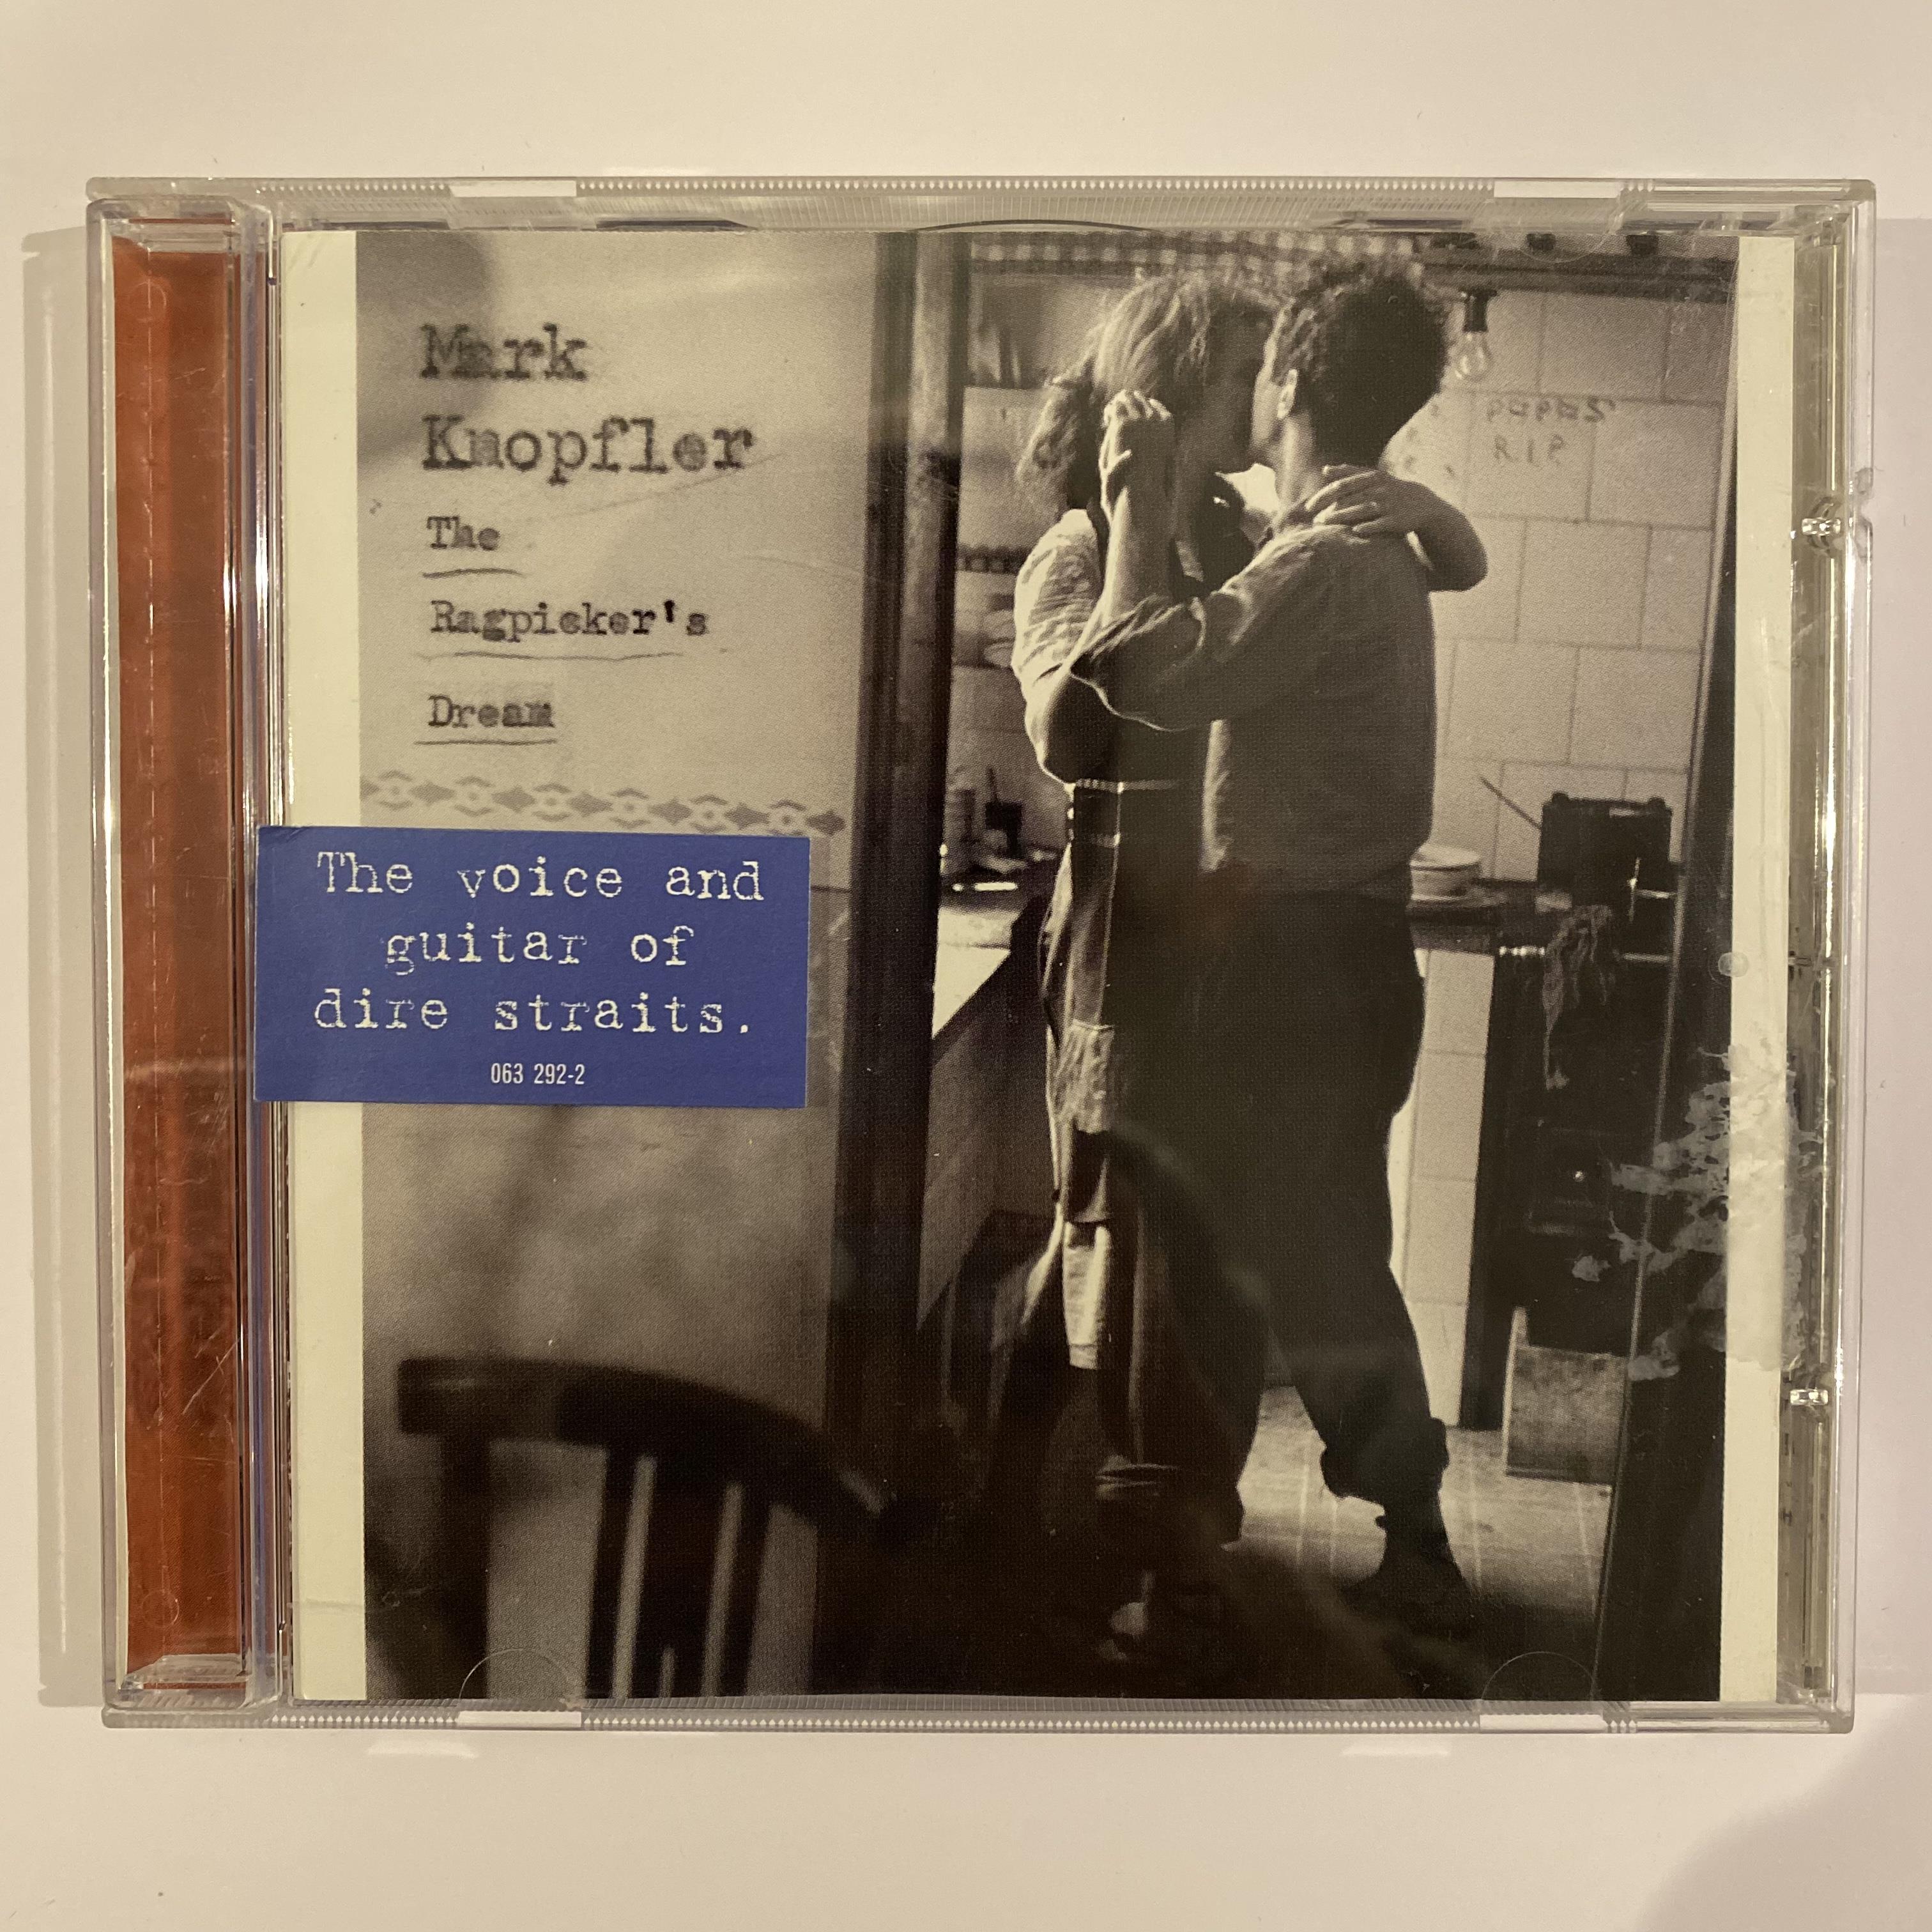 Mark
Knopfler
The
Ragpicker's
Dream
The voice and
guitar of
dire straits.
063 292-2
R.I.P.